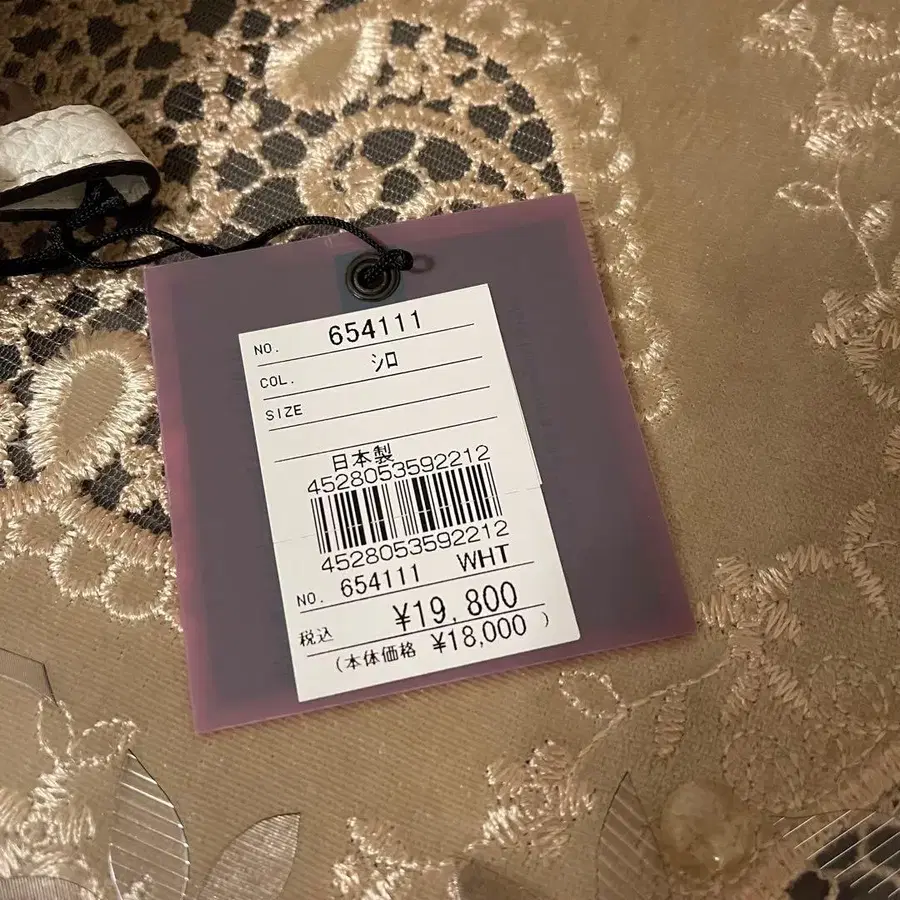 NO. 654111
COL. シロ
SIZE
日本製
4528053592212
4528053592212
NO. 654111 WHT
税込 ¥19,800
(本体価格 ¥18,000 )